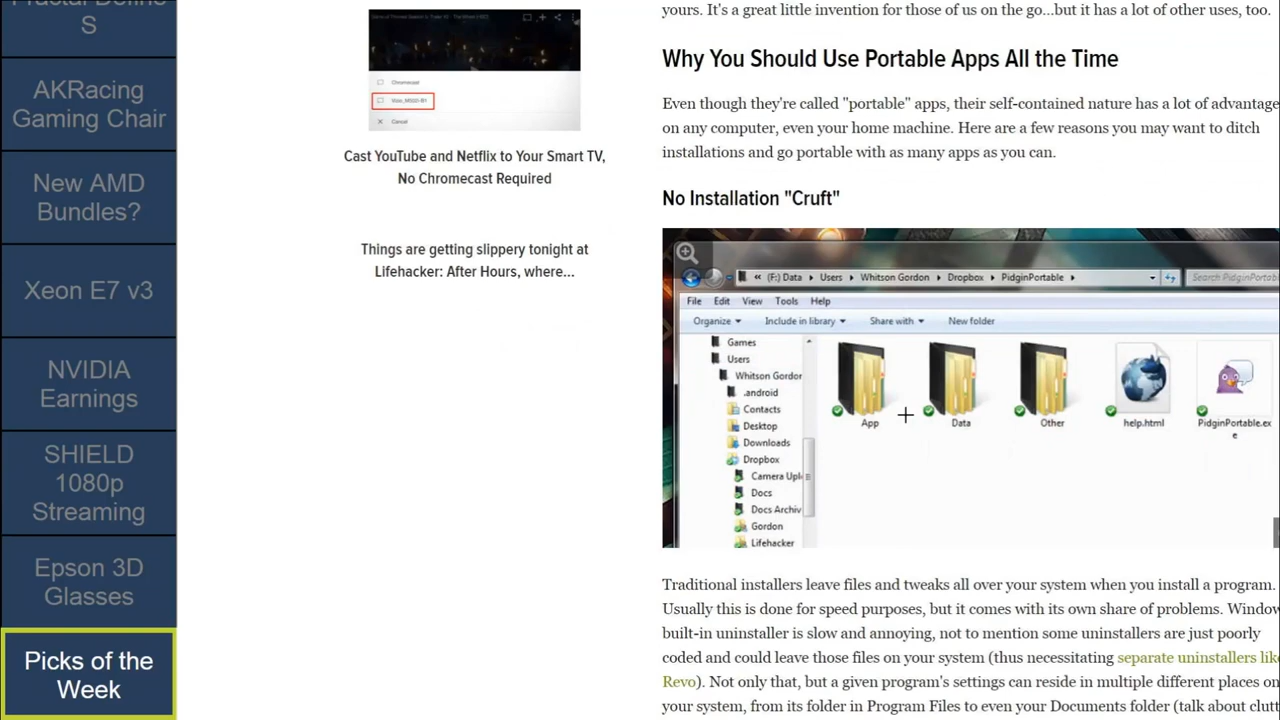 Fractal Define
S
AKRacing
Gaming Chair
New AMD
Bundles?
Xeon E7 v3
NVIDIA
Earnings
SHIELD
1080p
Streaming
Epson 3D
Glasses
Picks of the
Week
Chromecast
Cancel
Cast YouTube and Netflix to Your Smart TV,
No Chromecast Required
Things are getting slippery tonight at
Lifehacker: After Hours, where...
yours. It's a great little invention for those of us on the go...but it has a lot of other uses, too.
Why You Should Use Portable Apps All the Time
Even though they're called "portable" apps, their self-contained nature has a lot of advantage
on any computer, even your home machine. Here are a few reasons you may want to ditch
installations and go portable with as many apps as you can.
No Installation "Cruft"
« (F:) Data Users Whitson Gordon Dropbox PidginPortable
Search PidginPortab
File Edit View Tools Help
Organize Include in library Share with New folder
Games
Users
Whitson Gordor
.android
Contacts
Desktop
Downloads
Dropbox
Camera Uplo
Docs
Docs Archiv
Gordon
Lifehacker
App
Data
Other
help.html
PidginPortable.ex
e
Traditional installers leave files and tweaks all over your system when you install a program.
Usually this is done for speed purposes, but it comes with its own share of problems. Window
built-in uninstaller is slow and annoying, not to mention some uninstallers are just poorly
coded and could leave those files on your system (thus necessitating separate uninstallers like
Revo). Not only that, but a given program's settings can reside in multiple different places on
your system, from its folder in Program Files to even your Documents folder (talk about clutt